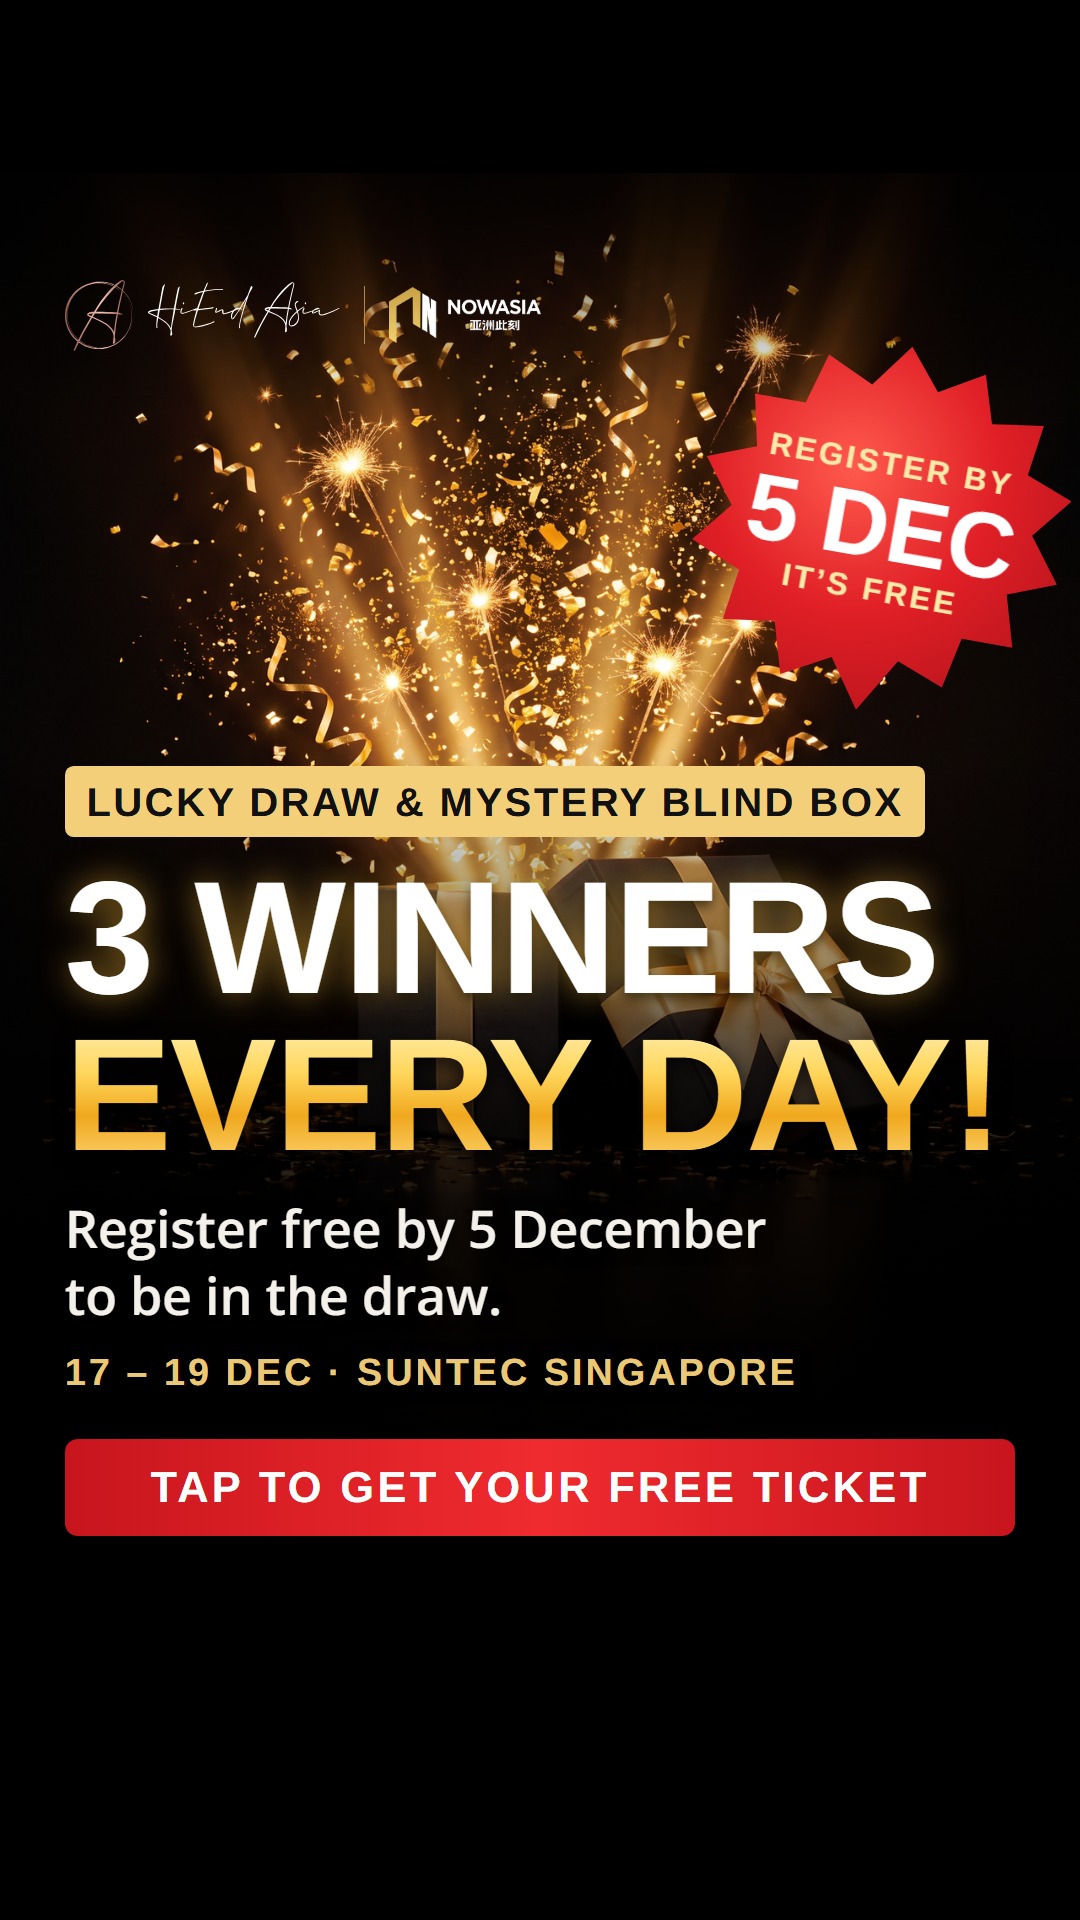 HiEnd Asia
NOWASIA
亚洲此刻
REGISTER BY
5 DEC
IT’S FREE
LUCKY DRAW & MYSTERY BLIND BOX
3 WINNERS
EVERY DAY!
Register free by 5 December
to be in the draw.
17 – 19 DEC · SUNTEC SINGAPORE
TAP TO GET YOUR FREE TICKET